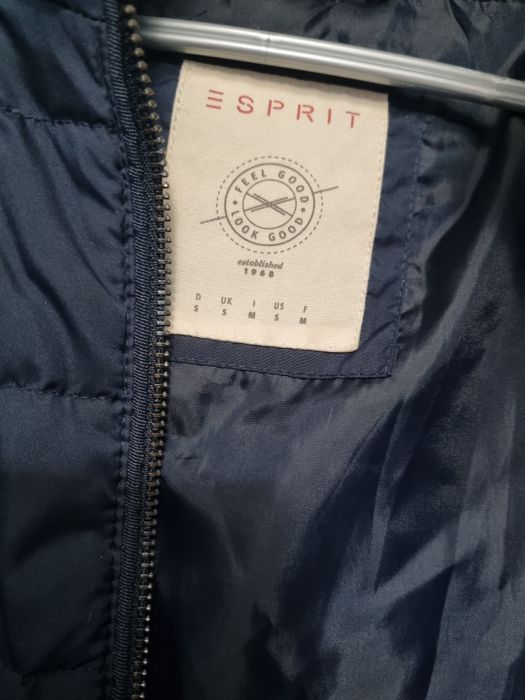 ESPRIT
• FEEL GOOD •
LOOK GOOD
established
1968
D UK I US F
S S M S M